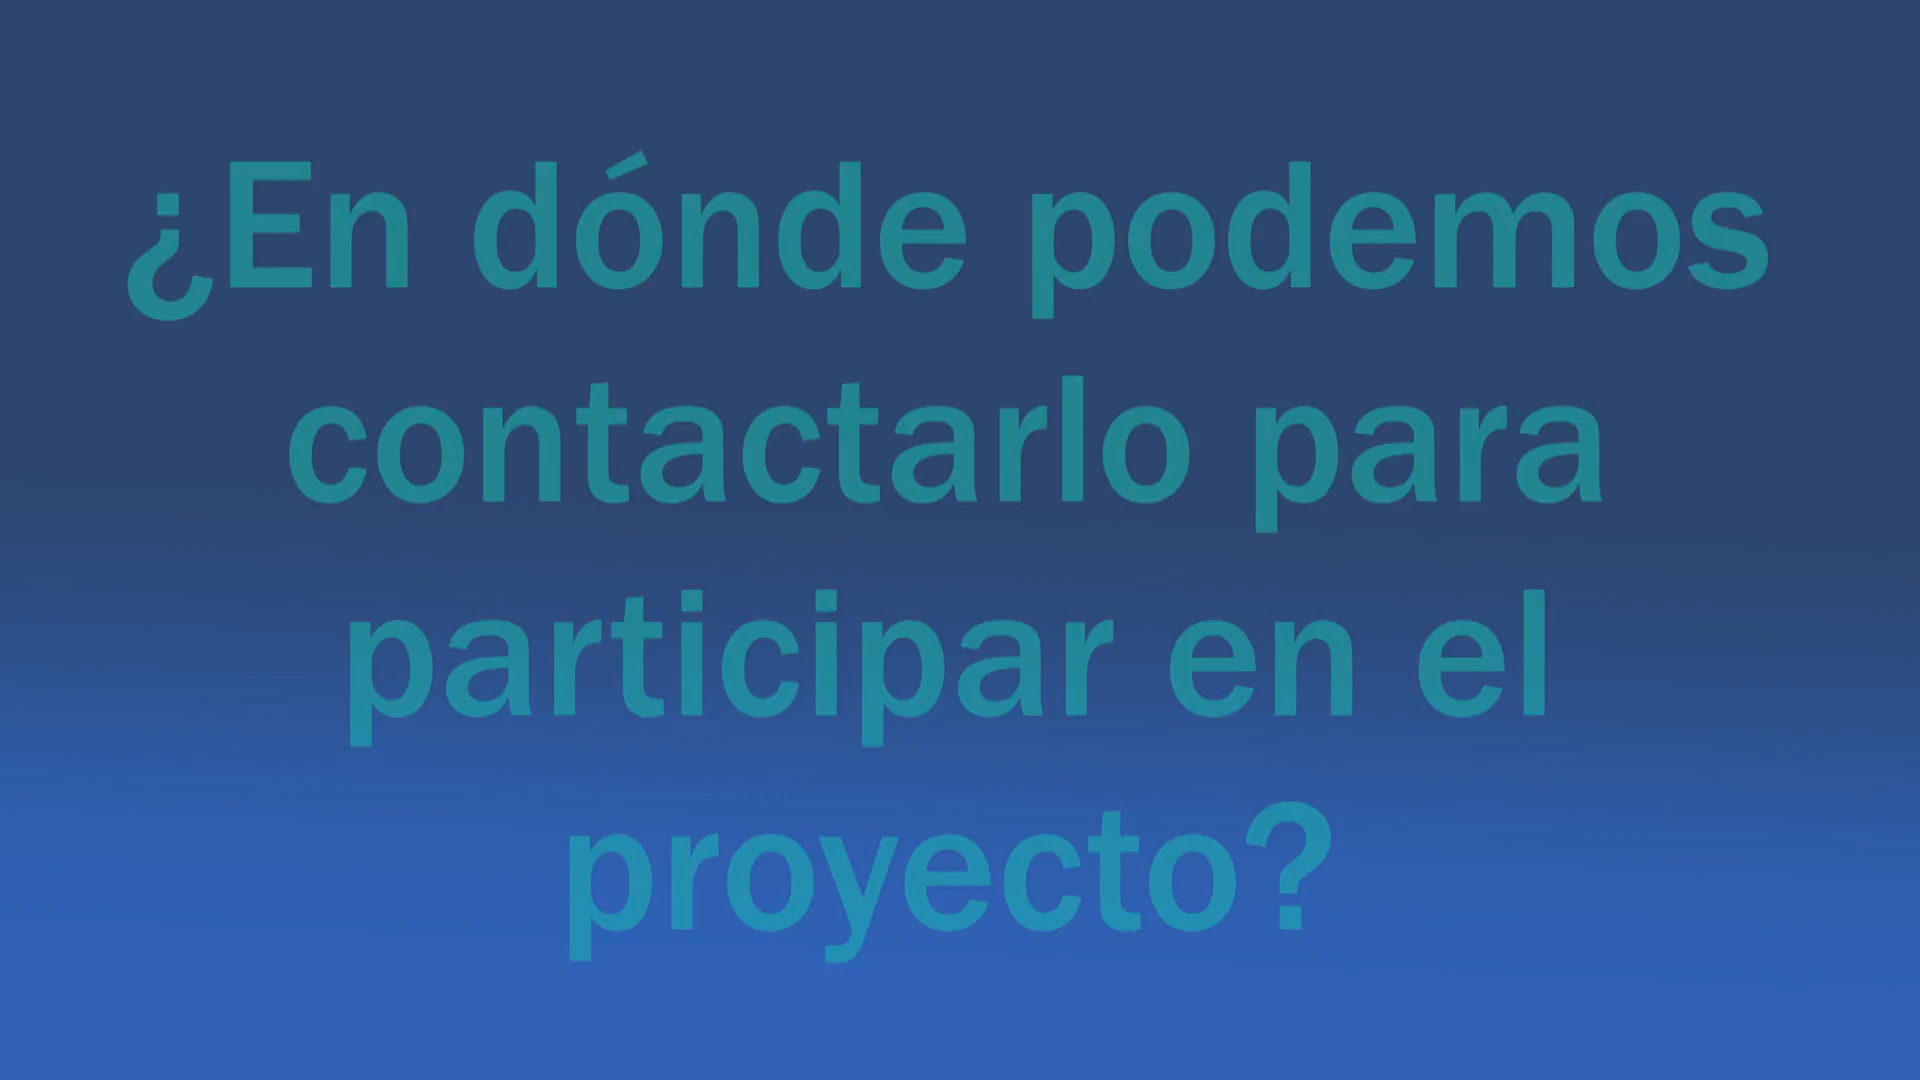 ¿En dónde podemos
contactarlo para
participar en el
proyecto?